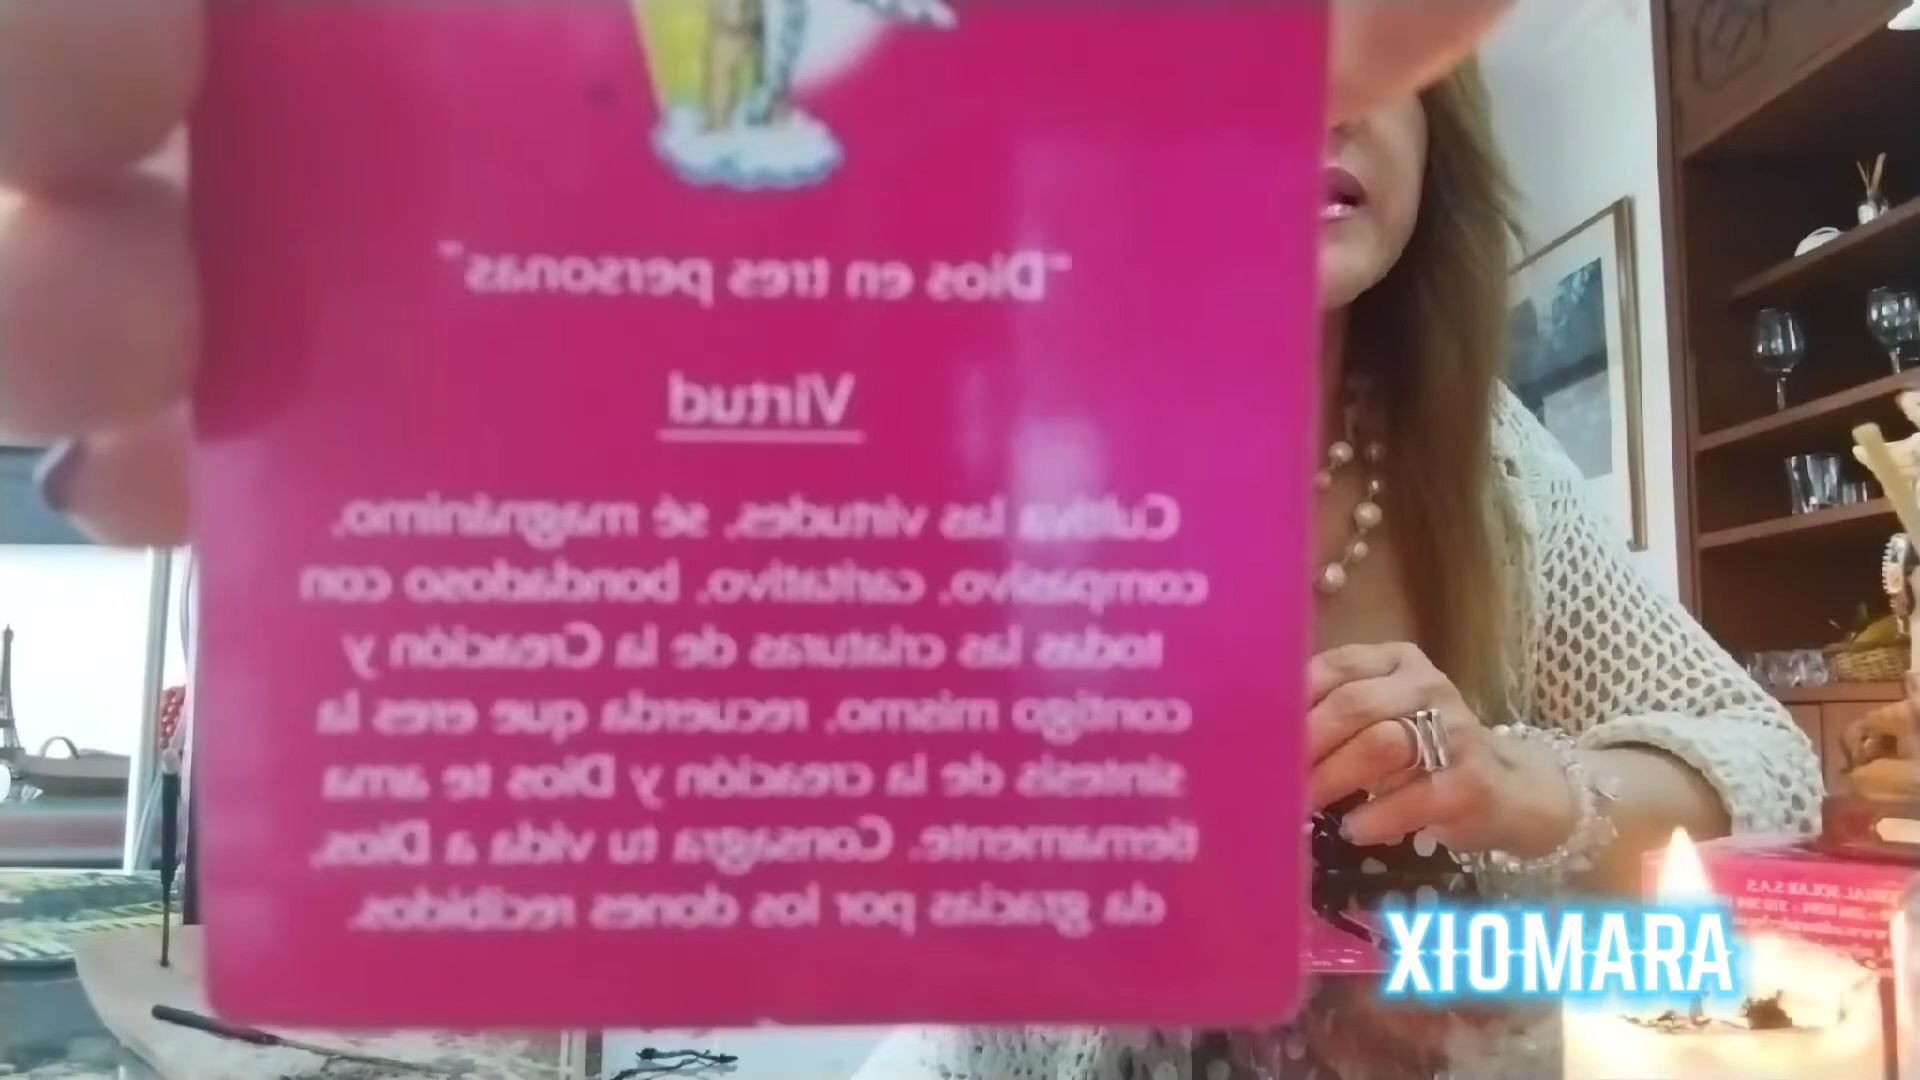 "Dios en tres personas"
Virtud
Cultiva las virtudes, sé magnánimo,
compasivo, caritativo, bondadoso con
todas las criaturas de la Creación y
contigo mismo, recuerda que eres la
síntesis de la creación y Dios te ama
tiernamente. Consagra tu vida a Dios,
da gracias por los dones recibidos.
SOLAR S.A.S
XIOMARA